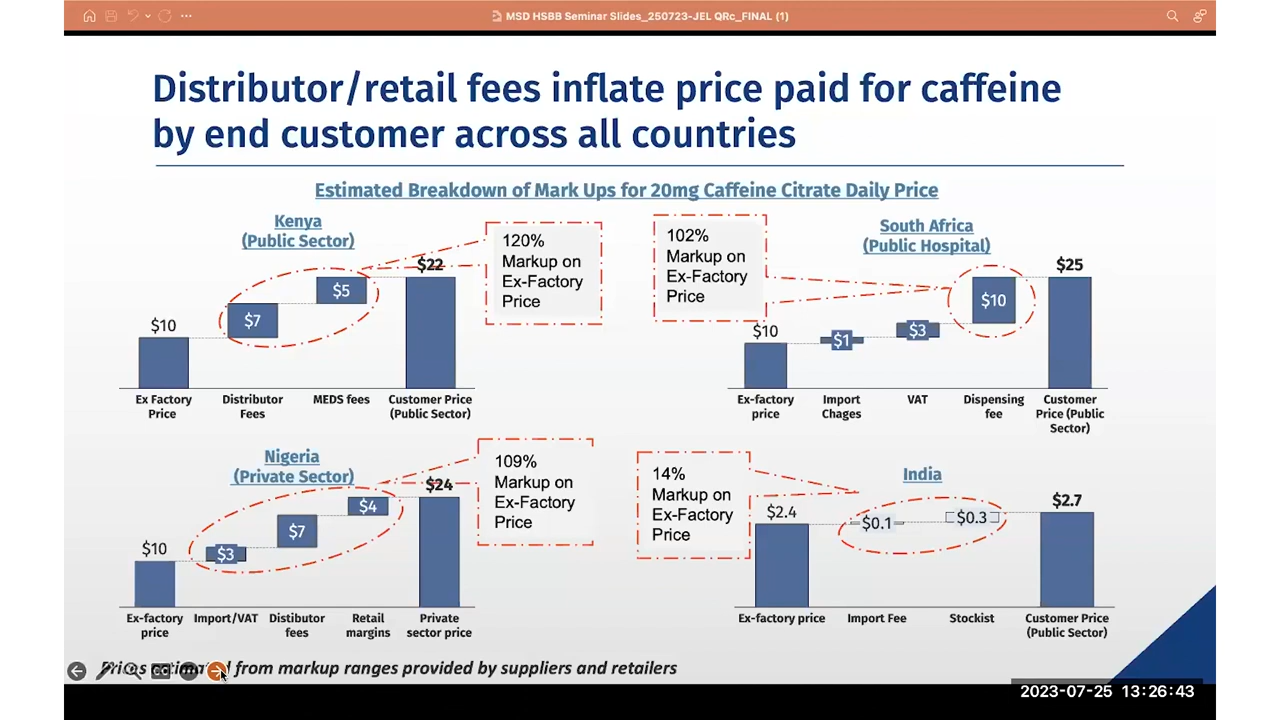 MSD HSBB Seminar Slides_250723-JEL QRc_FINAL (1)
Distributor/retail fees inflate price paid for caffeine
by end customer across all countries
Estimated Breakdown of Mark Ups for 20mg Caffeine Citrate Daily Price
Kenya
(Public Sector)
120%
Markup on
Ex-Factory
Price
$10
$7
$5
$22
Ex Factory
Price
Distributor
Fees
MEDS fees
Customer Price
(Public Sector)
South Africa
(Public Hospital)
102%
Markup on
Ex-Factory
Price
$10
$1
$3
$10
$25
Ex-factory
price
Import
Chages
VAT
Dispensing
fee
Customer
Price (Public
Sector)
Nigeria
(Private Sector)
109%
Markup on
Ex-Factory
Price
$10
$3
$7
$4
$24
Ex-factory
price
Import/VAT
Distibutor
fees
Retail
margins
Private
sector price
India
14%
Markup on
Ex-Factory
Price
$2.4
$0.1
$0.3
$2.7
Ex-factory price
Import Fee
Stockist
Customer Price
(Public Sector)
from markup ranges provided by suppliers and retailers
2023-07-25 13:26:43